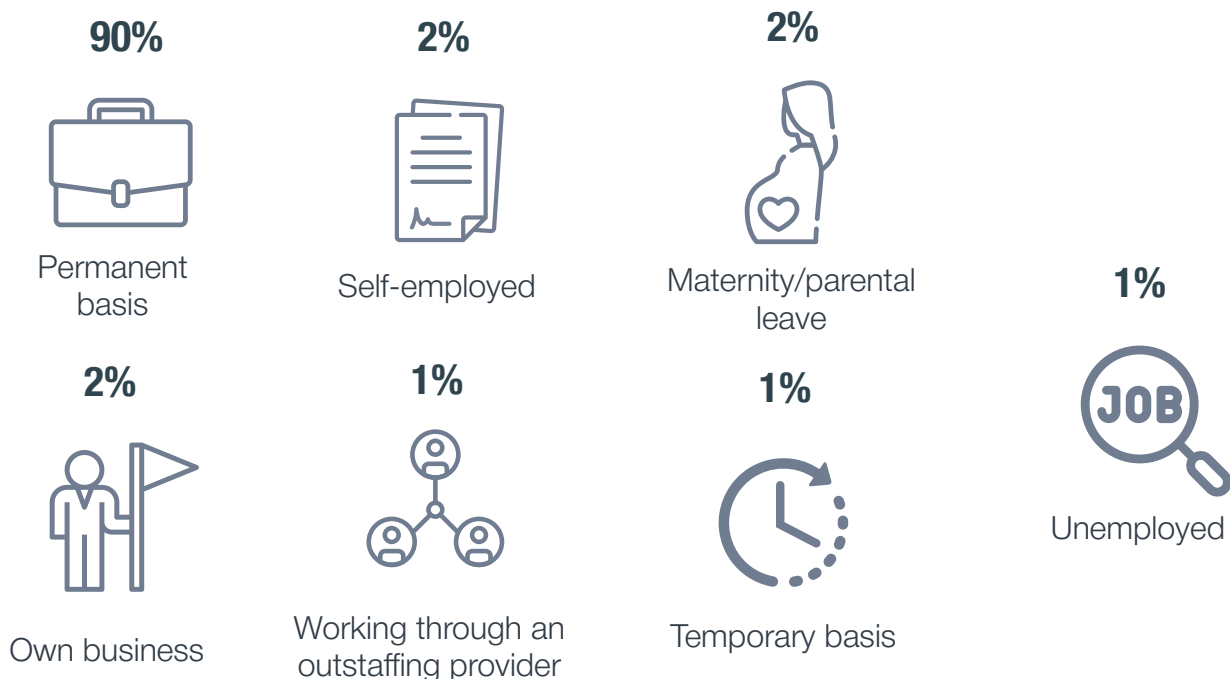 90%
Permanent
basis
2%
Self-employed
2%
Maternity/parental
leave
2%
Own business
1%
Working through an
outstaffing provider
1%
Temporary basis
1%
JOB
Unemployed